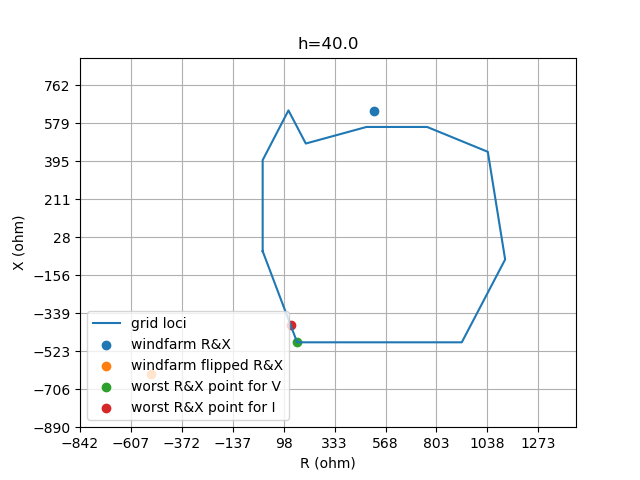 h=40.0
X (ohm)
762
579
395
211
28
−156
−339
−523
−706
−890
grid loci
windfarm R&X
windfarm flipped R&X
worst R&X point for V
worst R&X point for I
−842 −607 −372 −137 98 333 568 803 1038 1273
R (ohm)